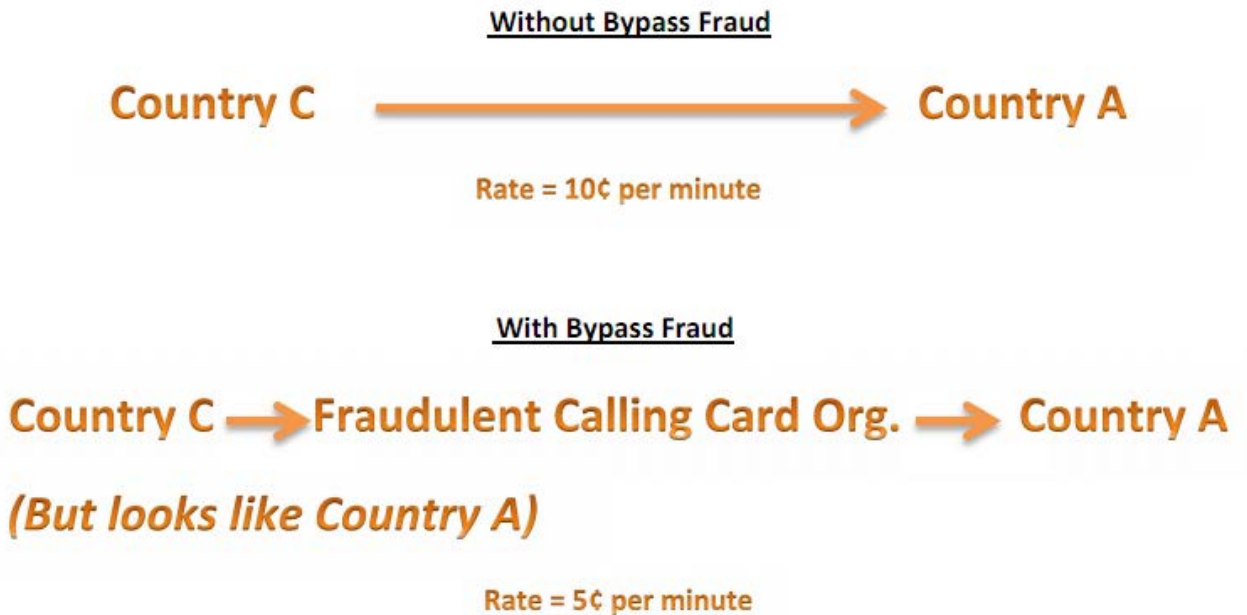 Without Bypass Fraud
Country C Country A
Rate = 10¢ per minute
With Bypass Fraud
Country C Fraudulent Calling Card Org. Country A
(But looks like Country A)
Rate = 5¢ per minute